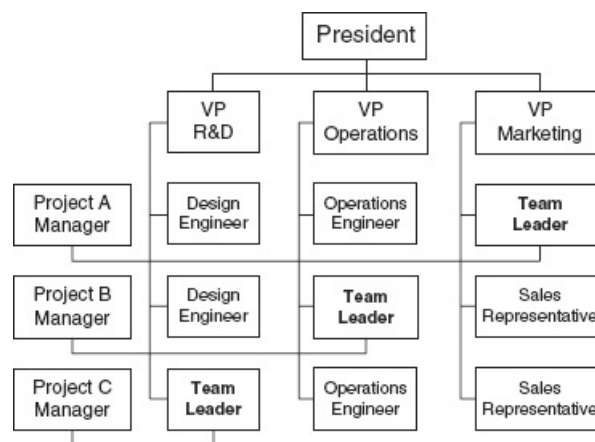 President
VP
R&D
VP
Operations
VP
Marketing
Project A
Manager
Design
Engineer
Operations
Engineer
Team
Leader
Project B
Manager
Design
Engineer
Team
Leader
Sales
Representative
Project C
Manager
Team
Leader
Operations
Engineer
Sales
Representative